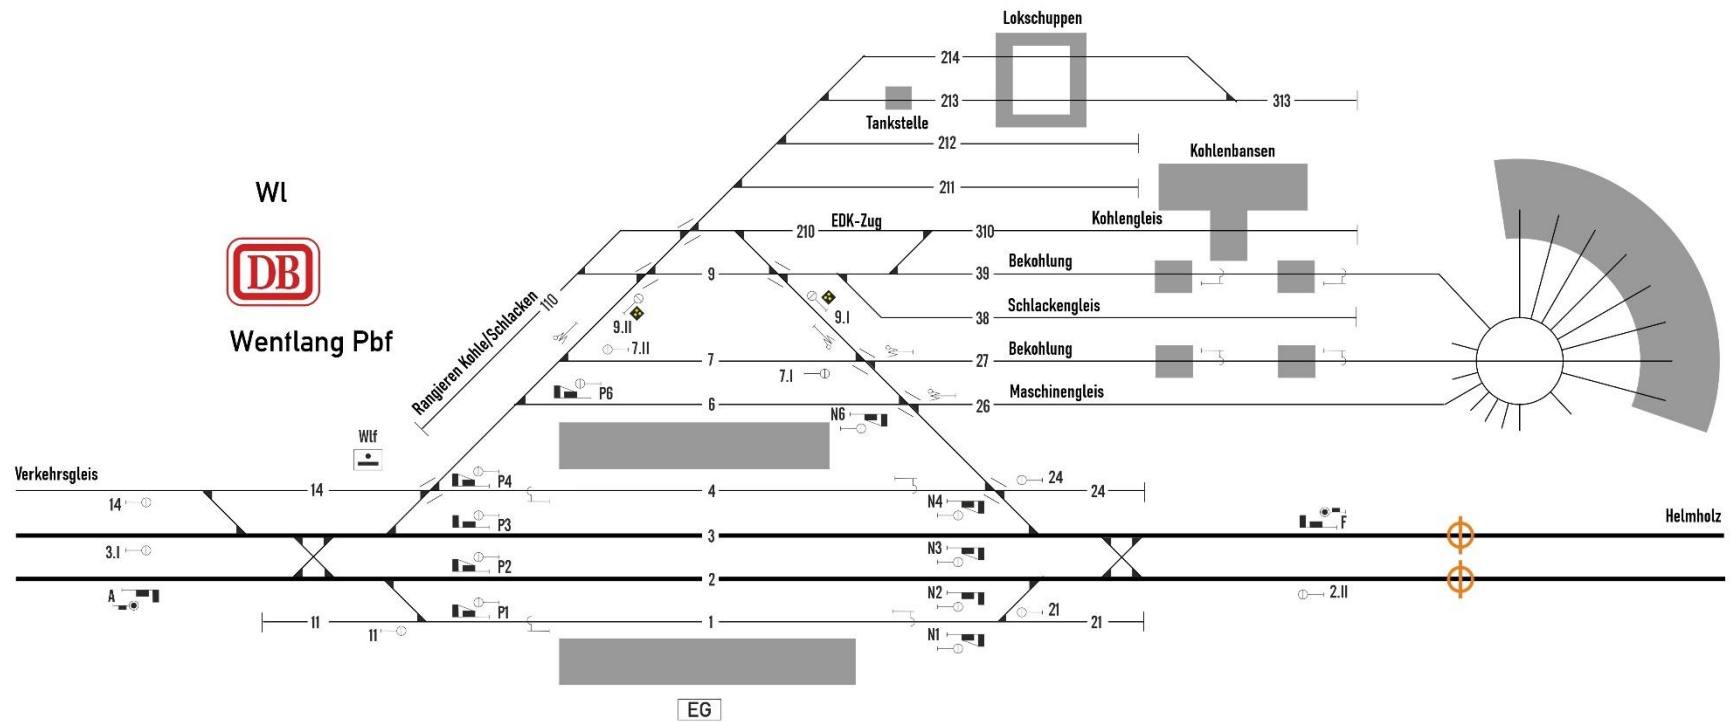 Lokschuppen
214
213
313
Tankstelle
212
Kohlenbansen
Wl
211
Kohlengleis
EDK-Zug
210
310
DB
Bekohlung
9
39
Rangieren Kohle/Schlacken
110
Schlackengleis
9.II
9.I
38
Wentlang Pbf
7.II
Bekohlung
7
27
7.I
Maschinengleis
P6
6
26
N6
Wlf
Verkehrsgleis
14
P4
4
24
24
14
N4
P3
F
Helmholz
3
3.I
N3
P2
2
A
N2
2.II
P1
21
11
1
21
11
N1
EG